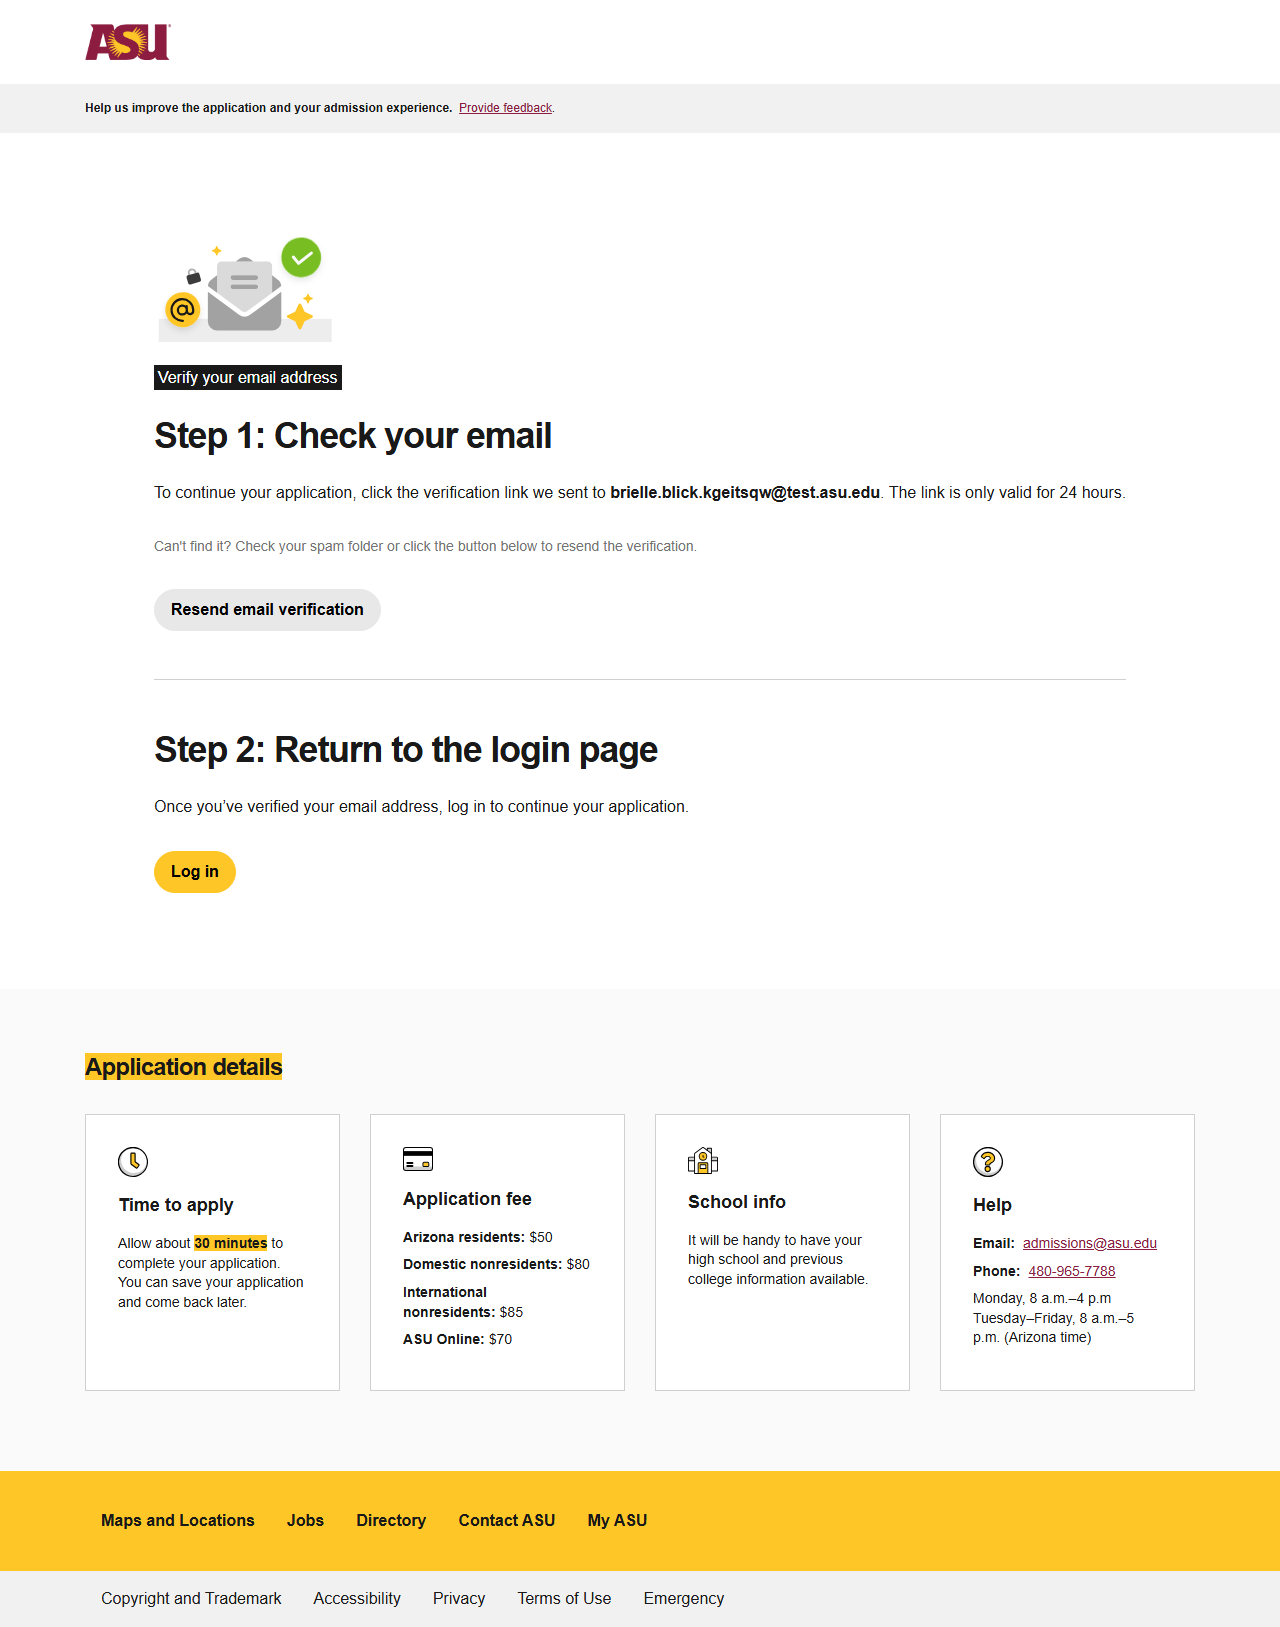 ASU
Help us improve the application and your admission experience. Provide feedback.
@
Verify your email address
Step 1: Check your email
To continue your application, click the verification link we sent to brielle.blick.kgeitsqw@test.asu.edu. The link is only valid for 24 hours.
Can't find it? Check your spam folder or click the button below to resend the verification.
Resend email verification
Step 2: Return to the login page
Once you’ve verified your email address, log in to continue your application.
Log in
Application details
Time to apply
Allow about 30 minutes to
complete your application.
You can save your application
and come back later.
Application fee
Arizona residents: $50
Domestic nonresidents: $80
International
nonresidents: $85
ASU Online: $70
School info
It will be handy to have your
high school and previous
college information available.
?
Help
Email: admissions@asu.edu
Phone: 480-965-7788
Monday, 8 a.m.–4 p.m
Tuesday–Friday, 8 a.m.–5
p.m. (Arizona time)
Maps and Locations Jobs Directory Contact ASU My ASU
Copyright and Trademark Accessibility Privacy Terms of Use Emergency